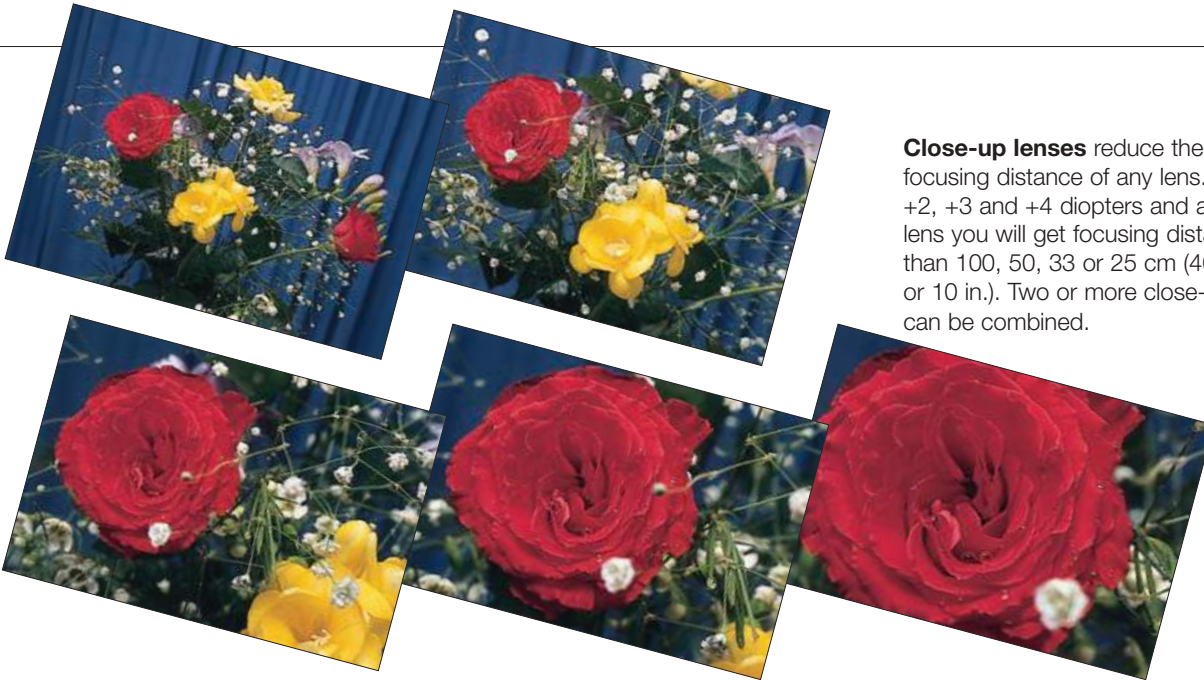 Close-up lenses reduce the
focusing distance of any lens.
+2, +3 and +4 diopters and a
lens you will get focusing dista
than 100, 50, 33 or 25 cm (40
or 10 in.). Two or more close-
can be combined.